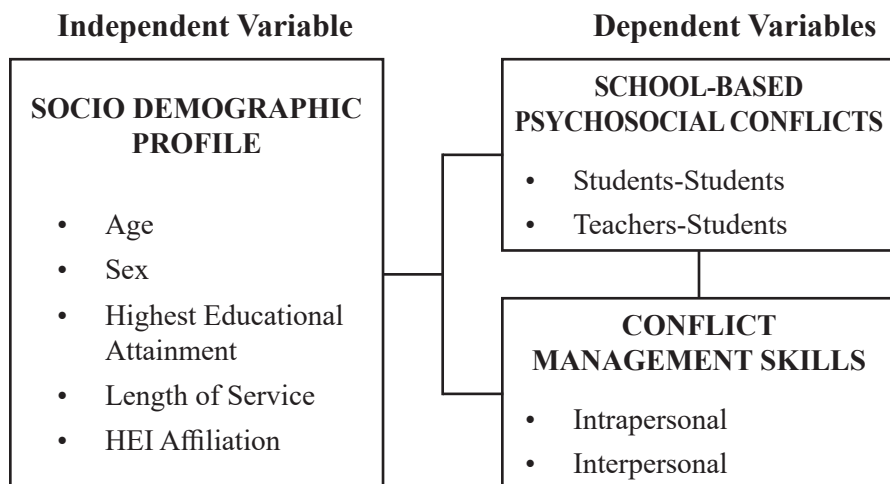 Independent Variable
SOCIO DEMOGRAPHIC
PROFILE
• Age
• Sex
• Highest Educational
Attainment
• Length of Service
• HEI Affiliation
Dependent Variables
SCHOOL-BASED
PSYCHOSOCIAL CONFLICTS
• Students-Students
• Teachers-Students
CONFLICT
MANAGEMENT SKILLS
• Intrapersonal
• Interpersonal